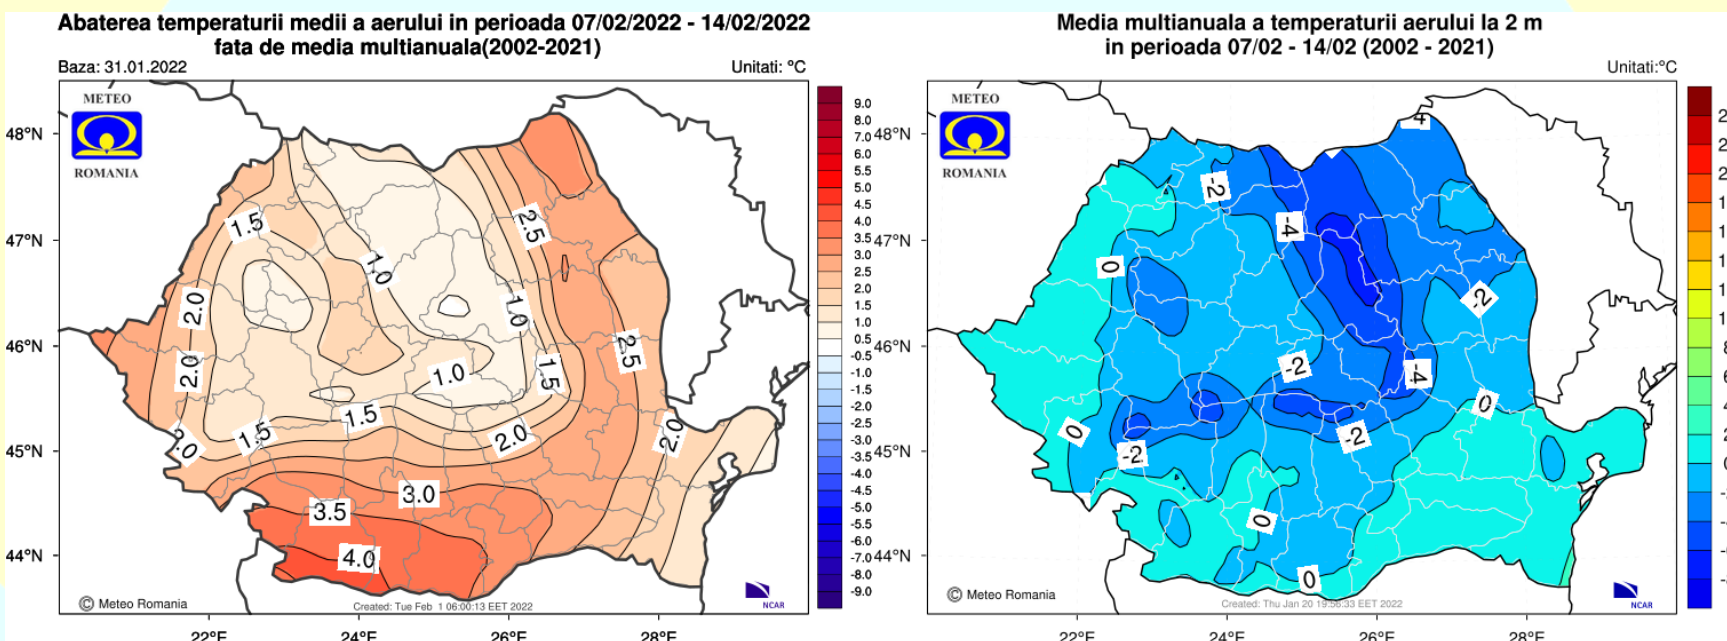 Abaterea temperaturii medii a aerului in perioada 07/02/2022 - 14/02/2022
fata de media multianuala(2002-2021)
Baza: 31.01.2022
Unitati: °C
METEO
ROMANIA
48°N
47°N
46°N
45°N
44°N
22°E
24°E
26°E
28°E
1.5
2.0
2.0
1.0
2.5
1.0
1.5
2.5
1.0
1.5
1.5
2.0
2.0
2.0
3.0
3.5
4.0
9.0
8.0
7.0
6.0
5.5
5.0
4.5
4.0
3.5
3.0
2.5
2.0
1.5
1.0
0.5
-0.5
-1.0
-1.5
-2.0
-2.5
-3.0
-3.5
-4.0
-4.5
-5.0
-5.5
-6.0
-7.0
-8.0
-9.0
© Meteo Romania
Created: Tue Feb 1 06:00:13 EET 2022
NCAR
Media multianuala a temperaturii aerului la 2 m
in perioada 07/02 - 14/02 (2002 - 2021)
Unitati:°C
METEO
ROMANIA
48°N
47°N
46°N
45°N
44°N
22°E
24°E
26°E
28°E
-4
-2
-4
0
-2
-2
-4
0
0
-2
-2
0
0
© Meteo Romania
Created: Thu Jan 20 19:56:33 EET 2022
NCAR